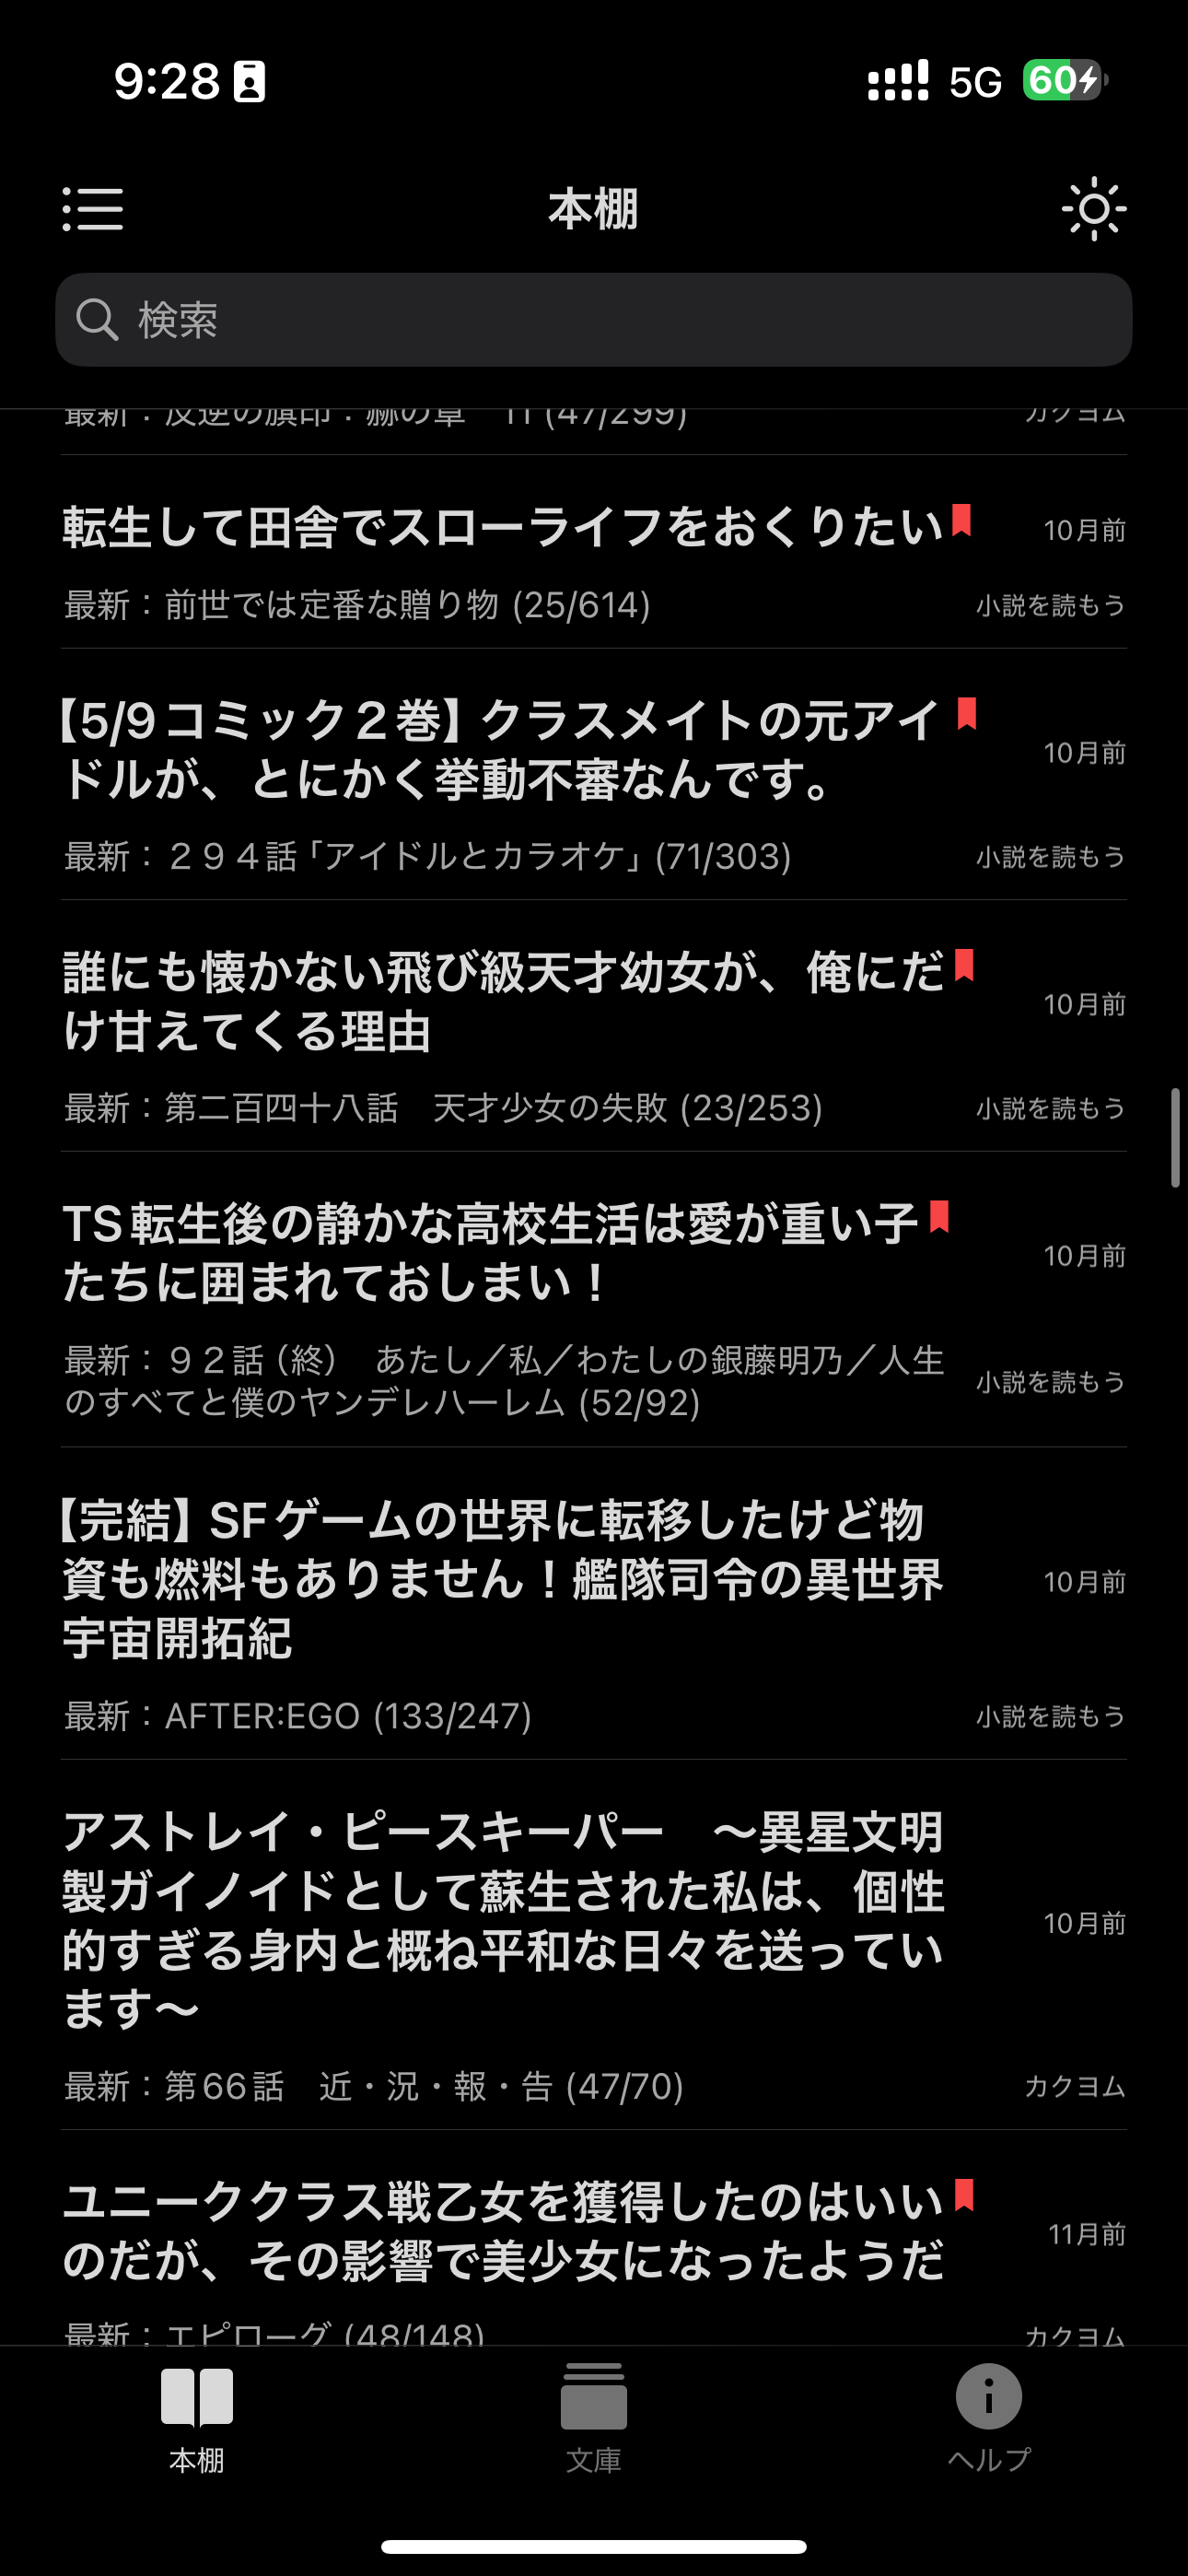 9:28
5G
60
本棚
検索
最新：反逆の旗印：赫の章 11 (47/299)
カクヨム
転生して田舎でスローライフをおくりたい
10月前
最新：前世では定番な贈り物 (25/614)
小説を読もう
【5/9コミック２巻】クラスメイトの元アイ
ドルが、とにかく挙動不審なんです。
10月前
最新：２９４話「アイドルとカラオケ」(71/303)
小説を読もう
誰にも懐かない飛び級天才幼女が、俺にだ
け甘えてくる理由
10月前
最新：第二百四十八話　天才少女の失敗 (23/253)
小説を読もう
TS転生後の静かな高校生活は愛が重い子
たちに囲まれておしまい！
10月前
最新：９２話（終）　あたし／私／わたしの銀藤明乃／人生
のすべてと僕のヤンデレハーレム (52/92)
小説を読もう
【完結】SFゲームの世界に転移したけど物
資も燃料もありません！艦隊司令の異世界
宇宙開拓紀
10月前
最新：AFTER:EGO (133/247)
小説を読もう
アストレイ・ピースキーパー　〜異星文明
製ガイノイドとして蘇生された私は、個性
的すぎる身内と概ね平和な日々を送ってい
ます〜
10月前
最新：第66話　近・況・報・告 (47/70)
カクヨム
ユニーククラス戦乙女を獲得したのはいい
のだが、その影響で美少女になったようだ
11月前
最新：エピローグ (48/148)
カクヨム
本棚
文庫
ヘルプ